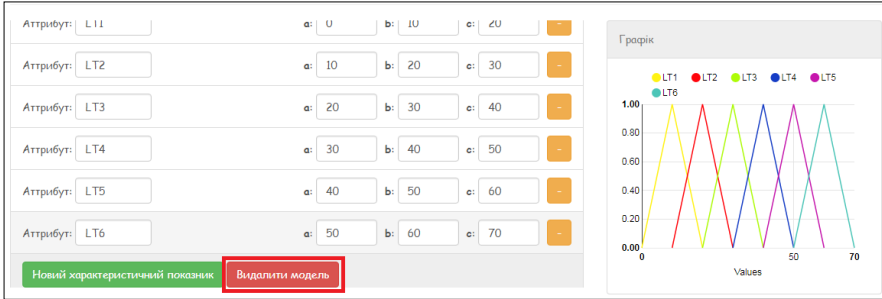 Аттрибут: LT1 a: 0 b: 10 c: 20 -
Аттрибут: LT2 a: 10 b: 20 c: 30 -
Аттрибут: LT3 a: 20 b: 30 c: 40 -
Аттрибут: LT4 a: 30 b: 40 c: 50 -
Аттрибут: LT5 a: 40 b: 50 c: 60 -
Аттрибут: LT6 a: 50 b: 60 c: 70 -
Новий характеристичний показник Видалити модель
Графік
LT1 LT2 LT3 LT4 LT5
LT6
1.00
0.80
0.60
0.40
0.20
0.00
0 50 70
Values